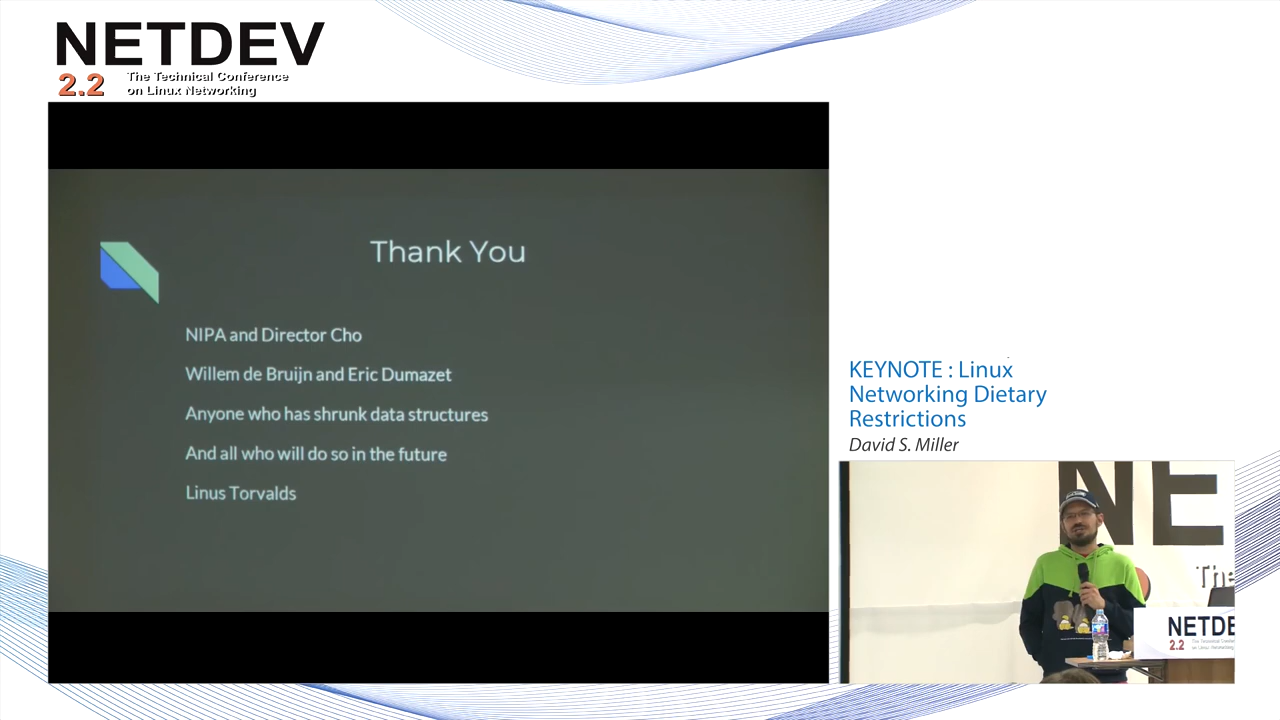 NETDEV
2.2 The Technical Conference
on Linux Networking
Thank You
NIPA and Director Cho
Willem de Bruijn and Eric Dumazet
Anyone who has shrunk data structures
And all who will do so in the future
Linus Torvalds
KEYNOTE : Linux
Networking Dietary
Restrictions
David S. Miller
NE
The
NETDE
2.2